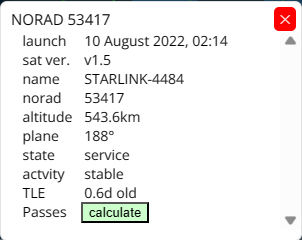 NORAD 53417
launch 10 August 2022, 02:14
sat ver. v1.5
name STARLINK-4484
norad 53417
altitude 543.6km
plane 188°
state service
actvity stable
TLE 0.6d old
Passes calculate